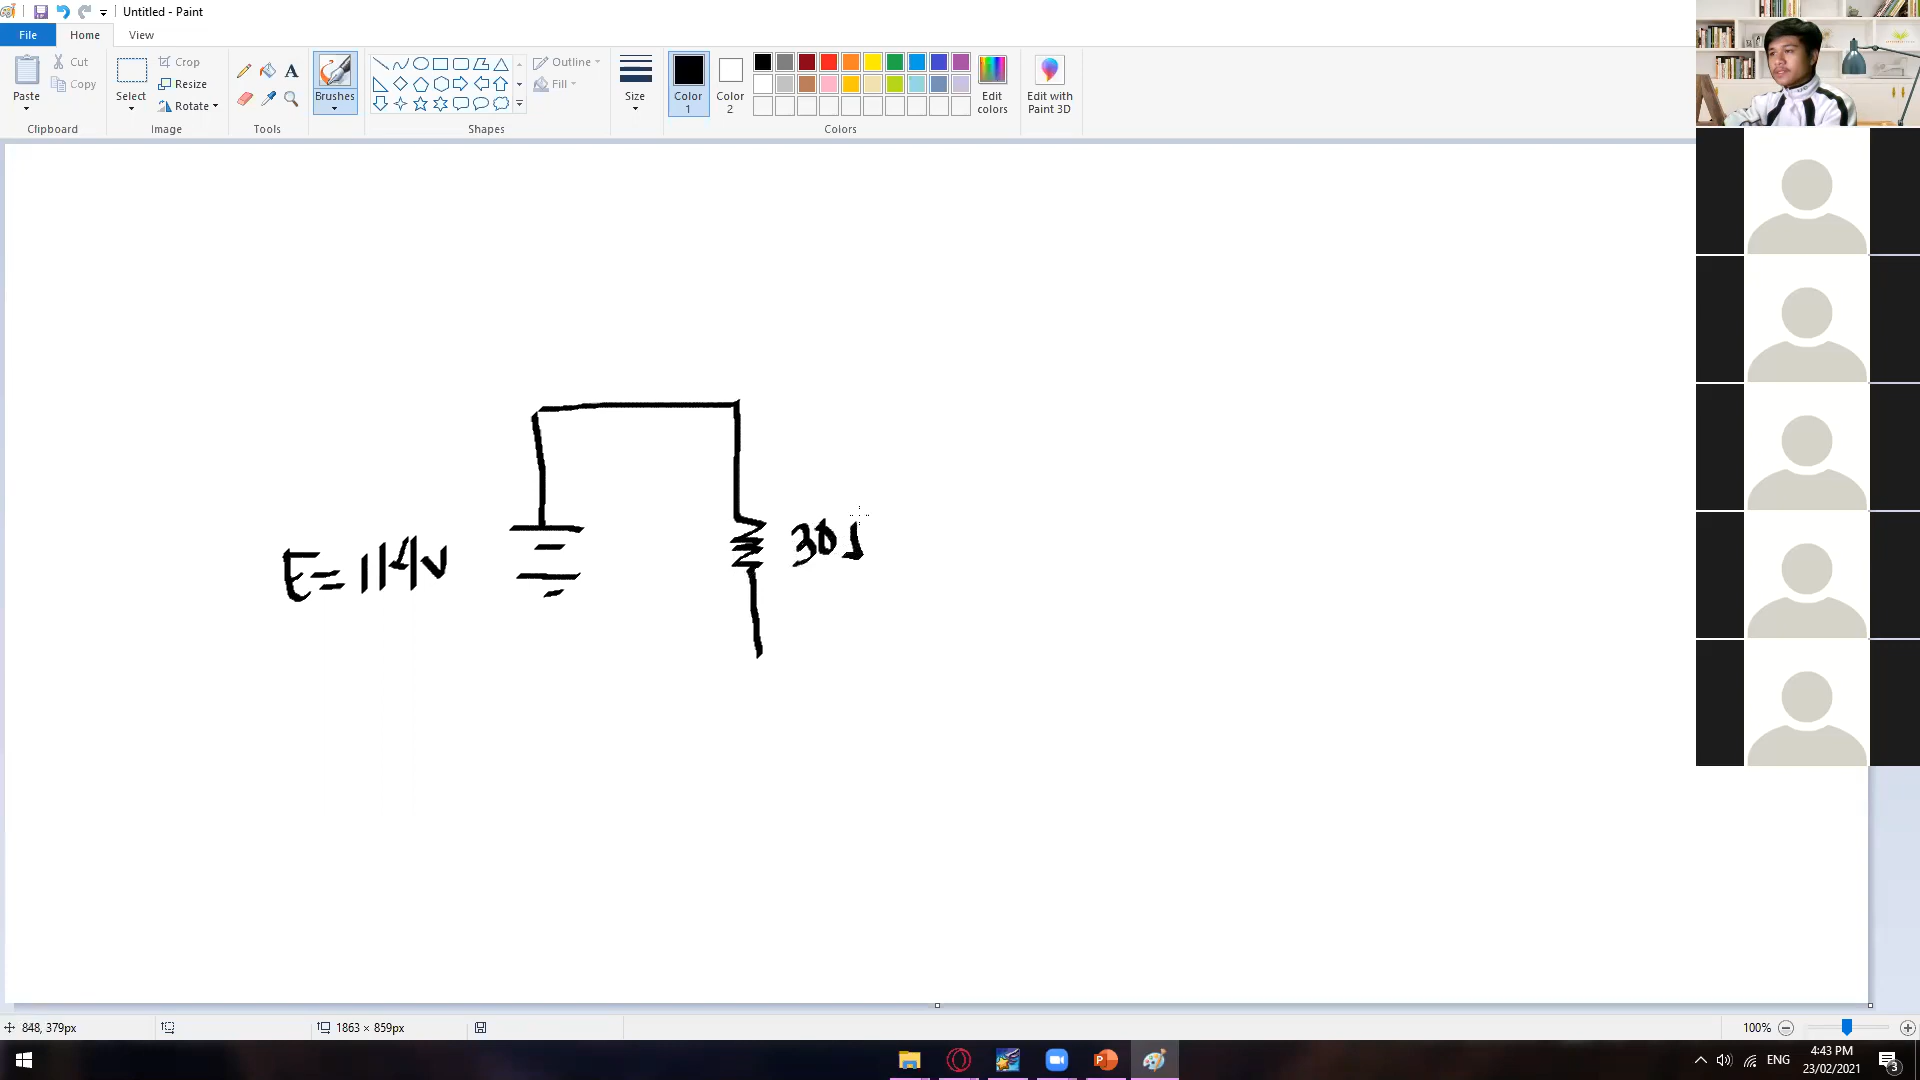 Untitled - Paint
File
Home
View
Paste
Cut
Copy
Clipboard
Select
Crop
Resize
Rotate
Image
Tools
Brushes
Shapes
Outline
Fill
Size
Color 1
Color 2
Colors
Edit colors
Edit with Paint 3D
E=114V
30
848, 379px
1863 × 859px
100%
ENG
4:43 PM
23/02/2021
3